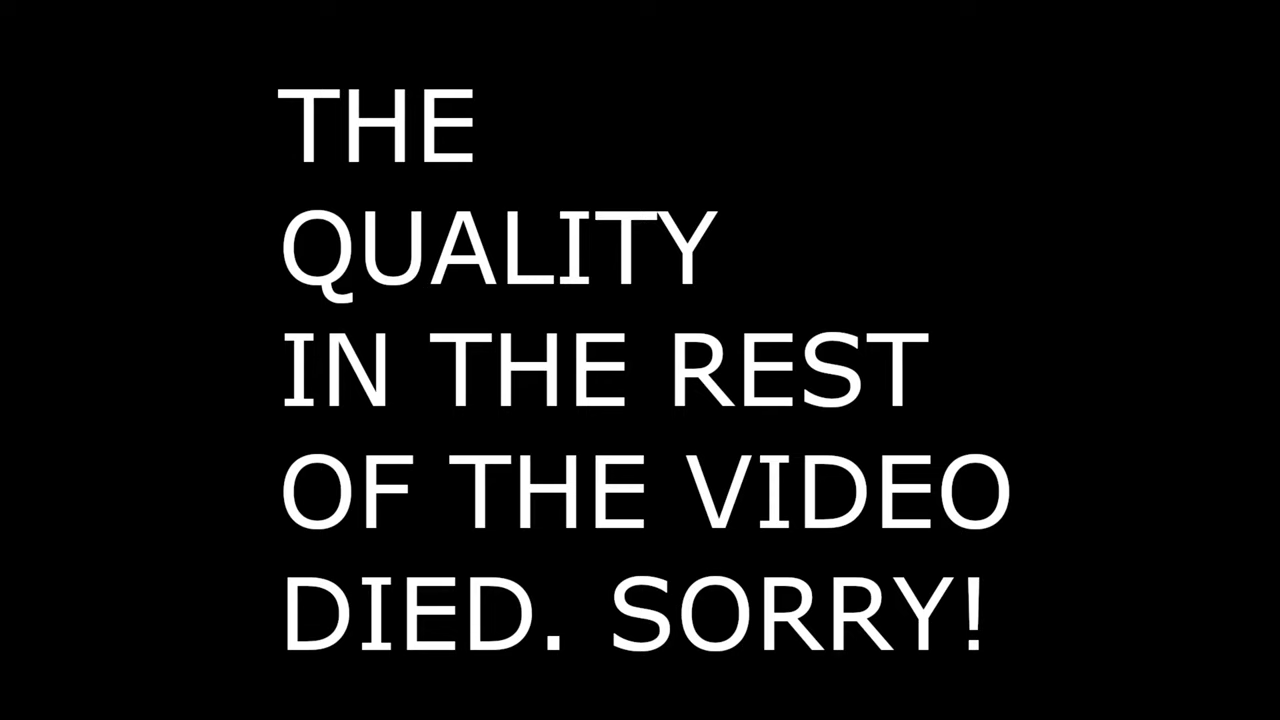 THE
QUALITY
IN THE REST
OF THE VIDEO
DIED. SORRY!